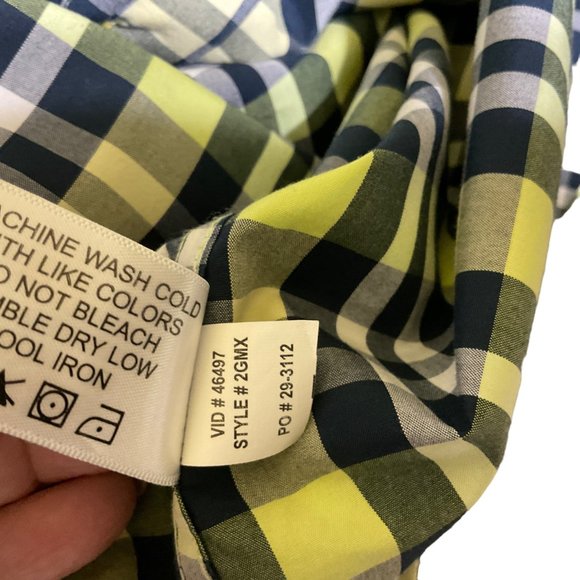 ACHINE WASH COLD
ITH LIKE COLORS
O NOT BLEACH
MBLE DRY LOW
OOL IRON
VID # 46497
STYLE # 2GMX
PO # 29-3112